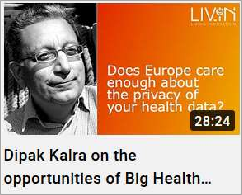 LIVIN
Does Europe care
enough about
the privacy of
your health data?
28:24
Dipak Kalra on the
opportunities of Big Health...